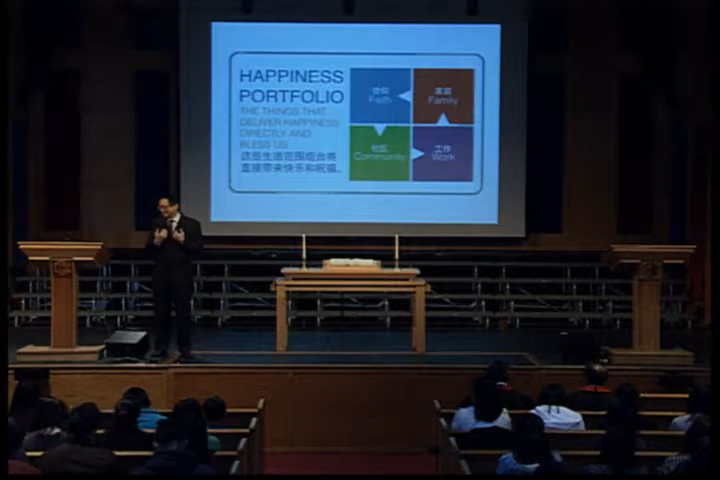 HAPPINESS
PORTFOLIO
THE THINGS THAT
DELIVER HAPPINESS
DIRECTLY AND
BLESS US
这些生活范围组合将
直接带来快乐和祝福。
信仰
Faith
家庭
Family
社区
Community
工作
Work